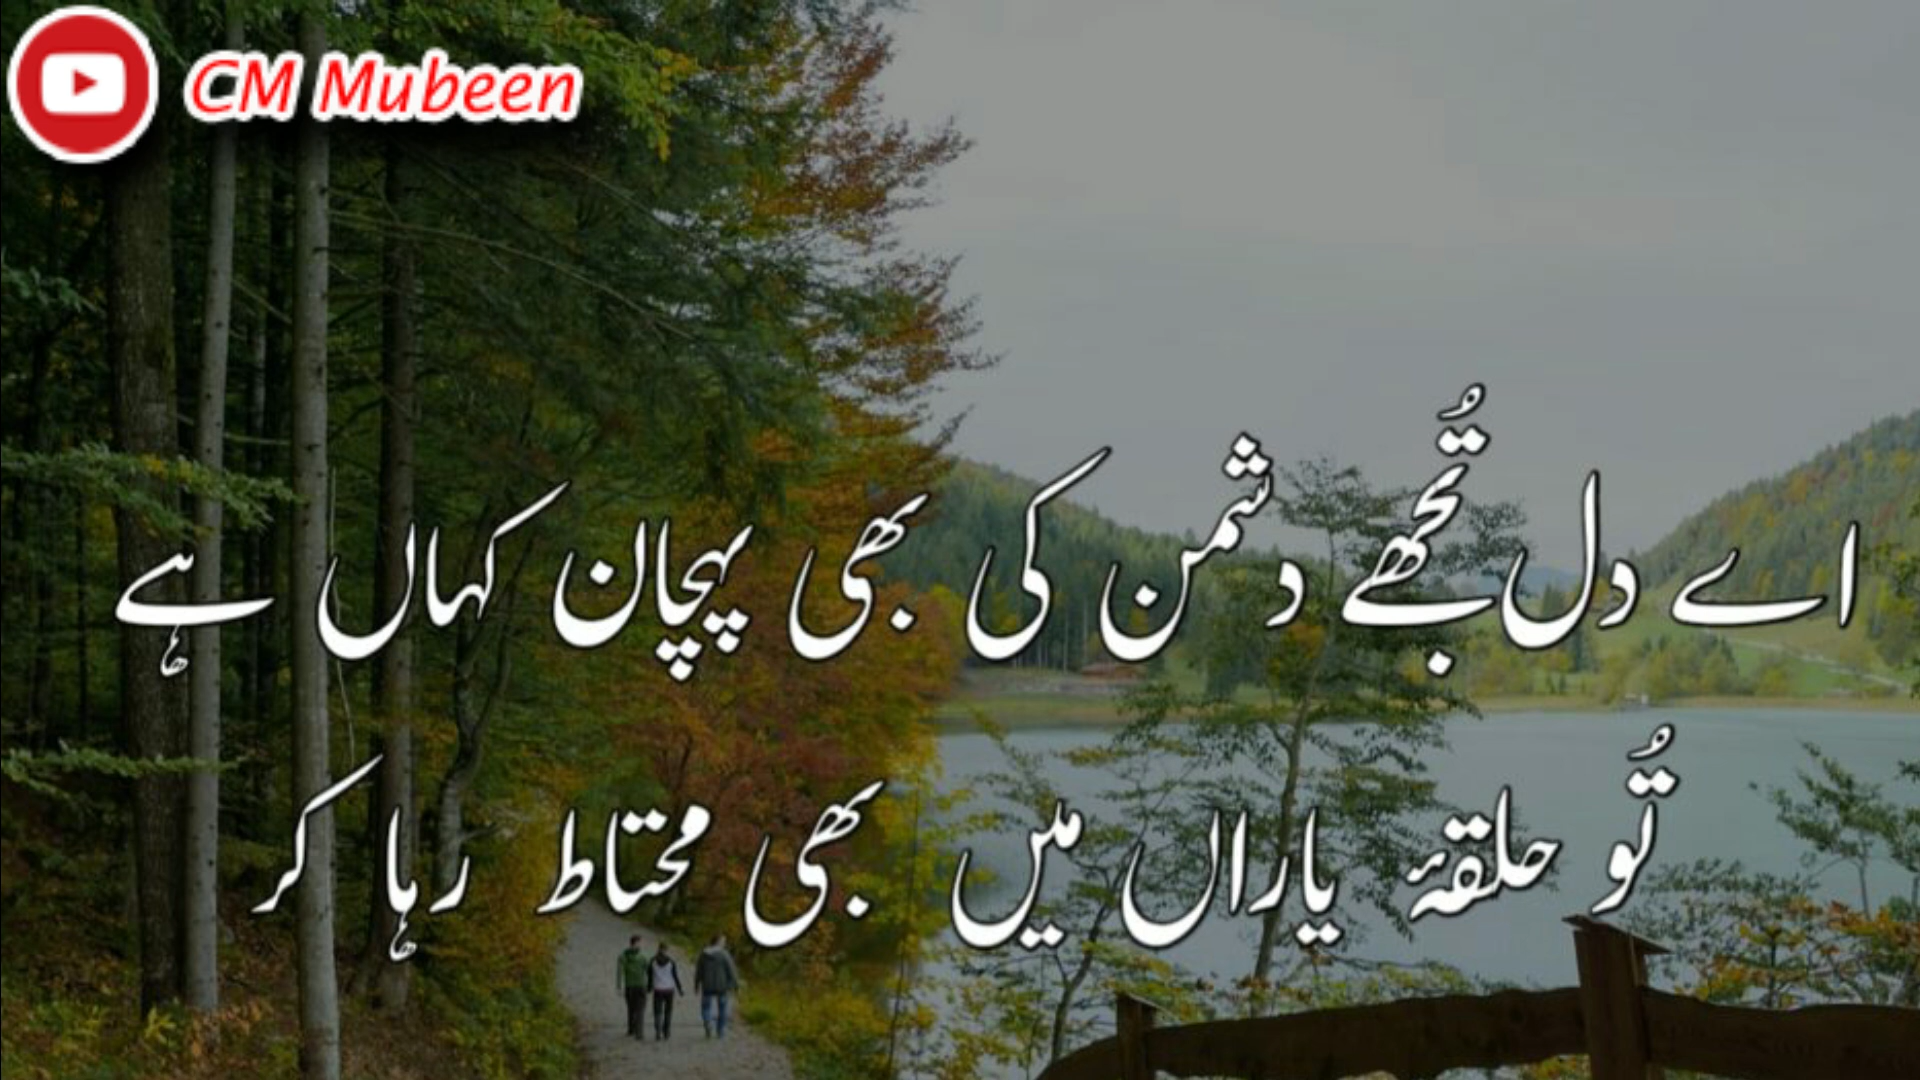 CM Mubeen
اے دل تُجھے دشمن کی بھی پہچان کہاں ہے
تُو حلقۂ یاراں میں بھی محتاط رہا کر